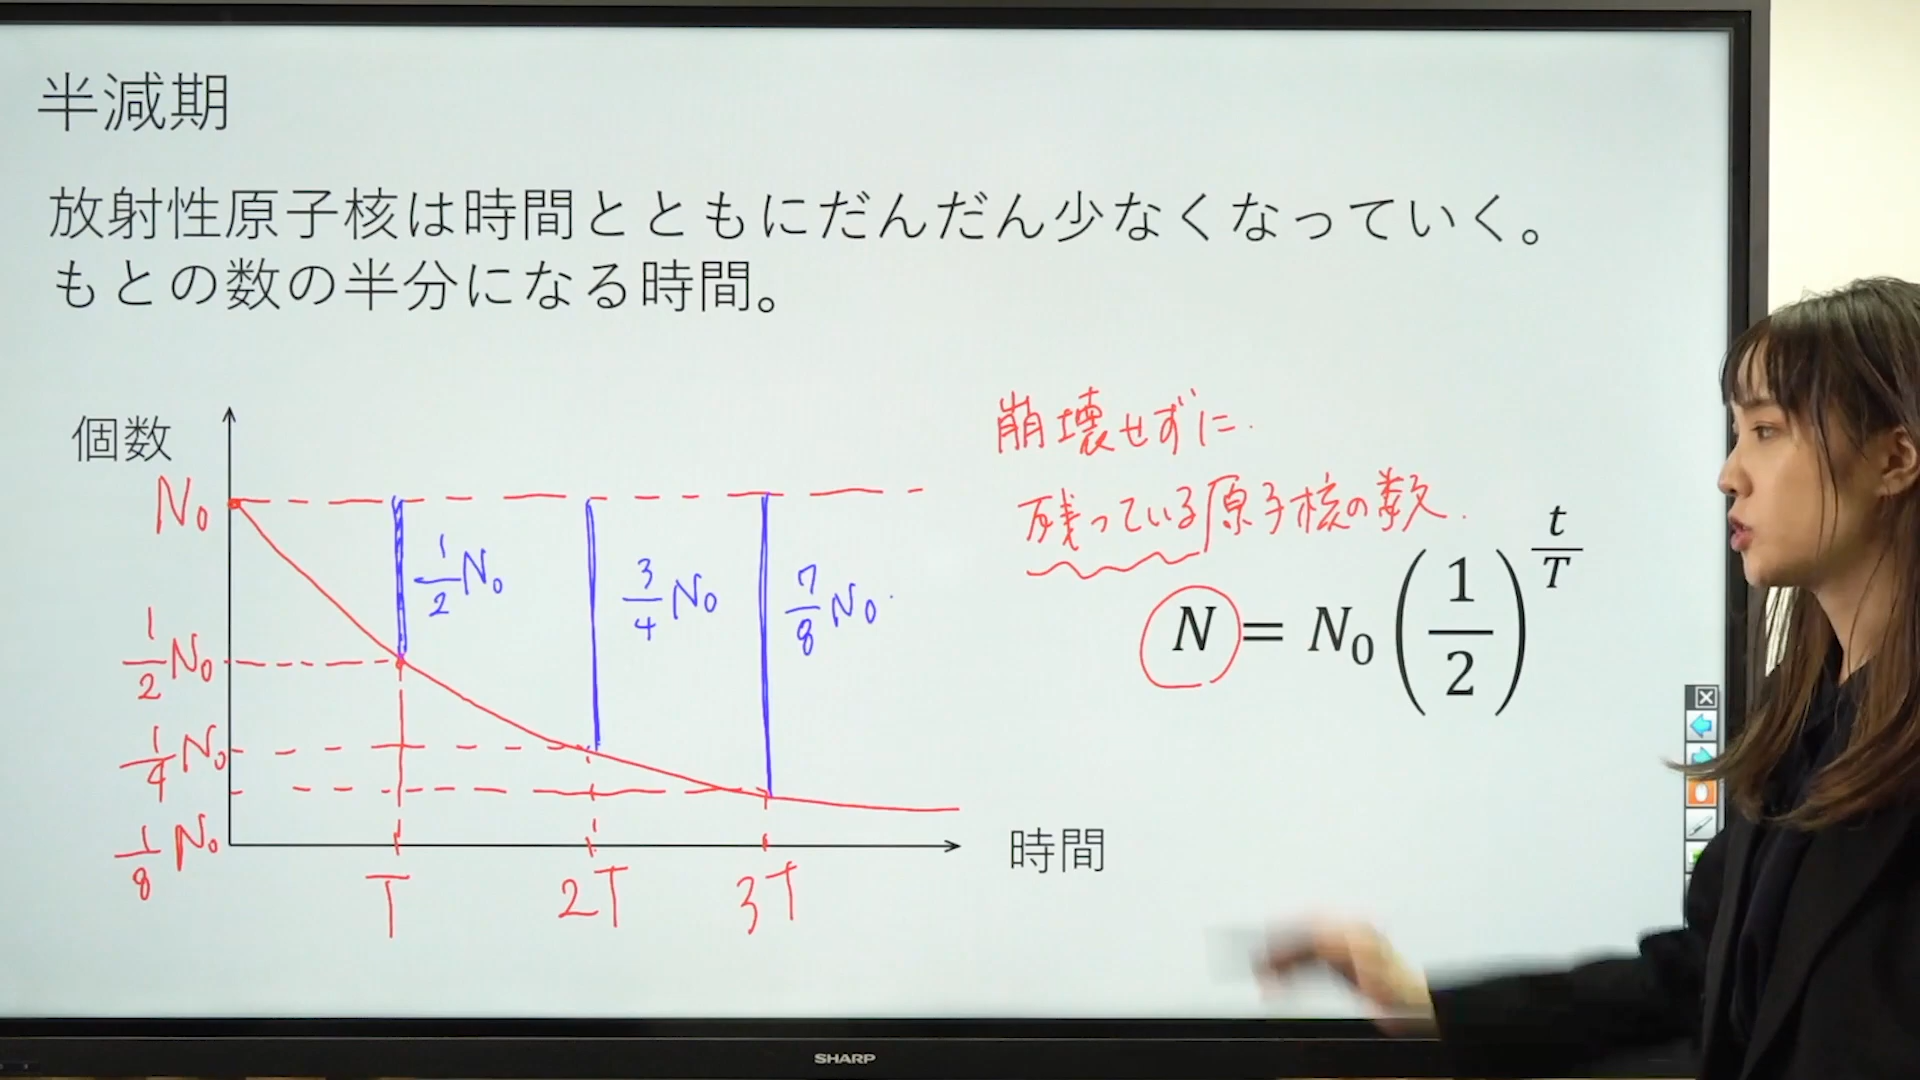 半減期
放射性原子核は時間とともにだんだん少なくなっていく。
もとの数の半分になる時間。
個数
N₀
1/2 N₀
1/4 N₀
1/8 N₀
1/2 N₀
3/4 N₀
7/8 N₀
T
2T
3T
時間
崩壊せずに
残っている原子核の数.
N = N₀ (1/2)^(t/T)
SHARP